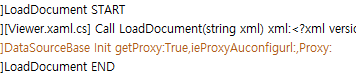 ]LoadDocument START
][Viewer.xaml.cs] Call LoadDocument(string xml) xml:<?xml versio
]DataSourceBase Init getProxy:True,ieProxyAuconfigurl:,Proxy:
]LoadDocument END